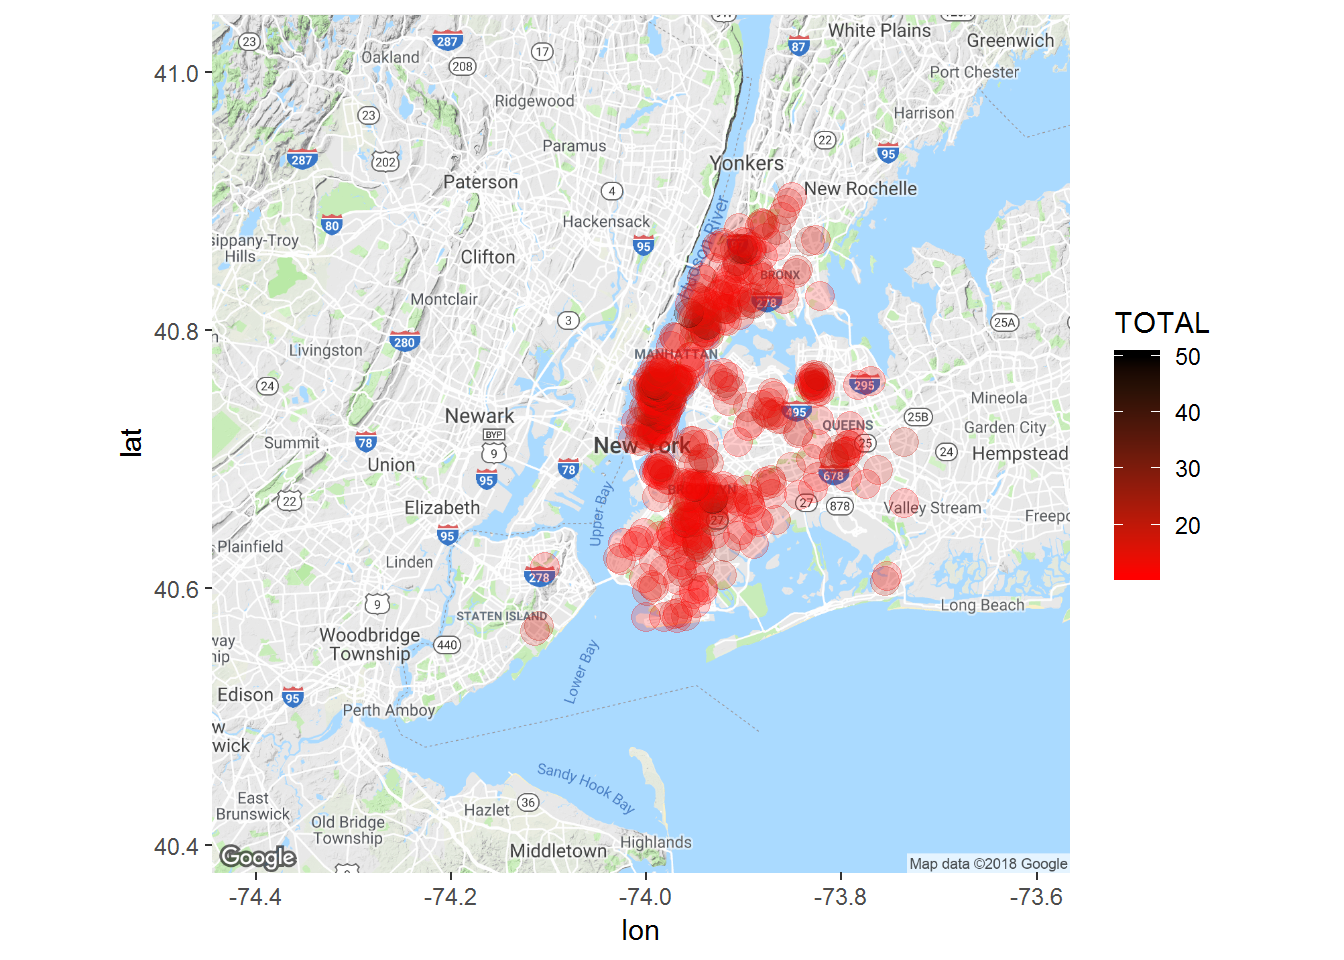 41.0
40.8
40.6
40.4
lat
-74.4
-74.2
-74.0
-73.8
-73.6
lon
TOTAL
50
40
30
20
23
287
Oakland
208
17
87
White Plains
Greenwich
Port Chester
Ridgewood
23
Harrison
22
287
202
Paramus
95
Yonkers
Paterson
4
New Rochelle
80
Hackensack
95
sippany-Troy
Hills
Clifton
Hudson River
BRONX
278
Montclair
3
25A
280
Livingston
MANHATTAN
24
295
Mineola
Newark
495
25B
BYP
9
QUEENS
Garden City
Summit
78
New York
25
24
Hempstead
Union
78
95
678
22
Elizabeth
Upper Bay
27
878
Valley Stream
Freepo
27
95
Plainfield
Linden
278
9
STATEN ISLAND
Long Beach
way
nip
Woodbridge
Township
440
Lower Bay
Edison
95
Perth Amboy
w
wick
Sandy Hook Bay
East
Brunswick
Old Bridge
Township
Hazlet
36
Middletown
Highlands
Google
Map data ©2018 Google